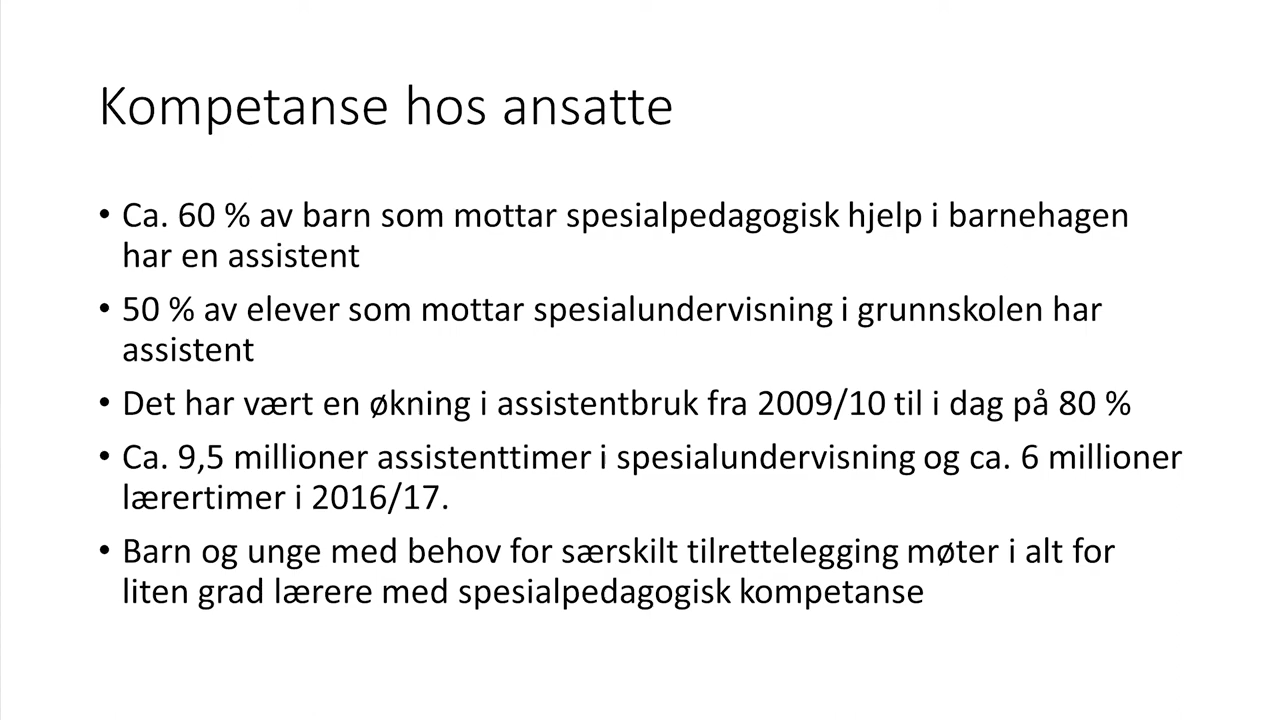 Kompetanse hos ansatte
• Ca. 60 % av barn som mottar spesialpedagogisk hjelp i barnehagen
har en assistent
• 50 % av elever som mottar spesialundervisning i grunnskolen har
assistent
• Det har vært en økning i assistentbruk fra 2009/10 til i dag på 80 %
• Ca. 9,5 millioner assistenttimer i spesialundervisning og ca. 6 millioner
lærertimer i 2016/17.
• Barn og unge med behov for særskilt tilrettelegging møter i alt for
liten grad lærere med spesialpedagogisk kompetanse